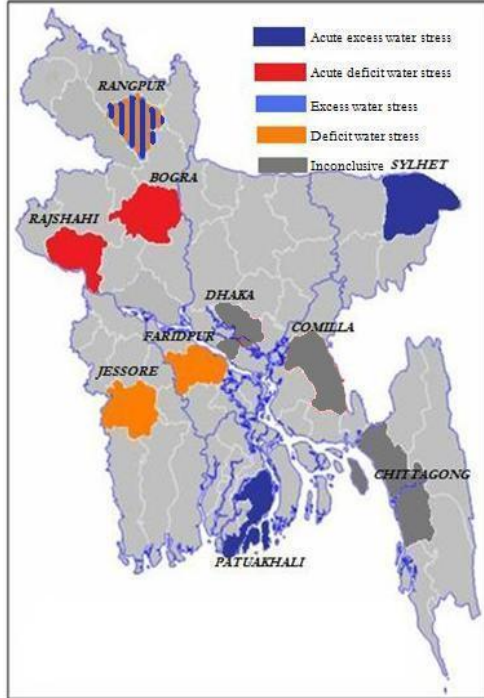 Acute excess water stress
RANGPUR
Acute deficit water stress
Excess water stress
Deficit water stress
Inconclusive
SYLHET
BOGRA
RAJSHAHI
DHAKA
COMILLA
FARIDPUR
JESSORE
CHITTAGONG
PATUAKHALI